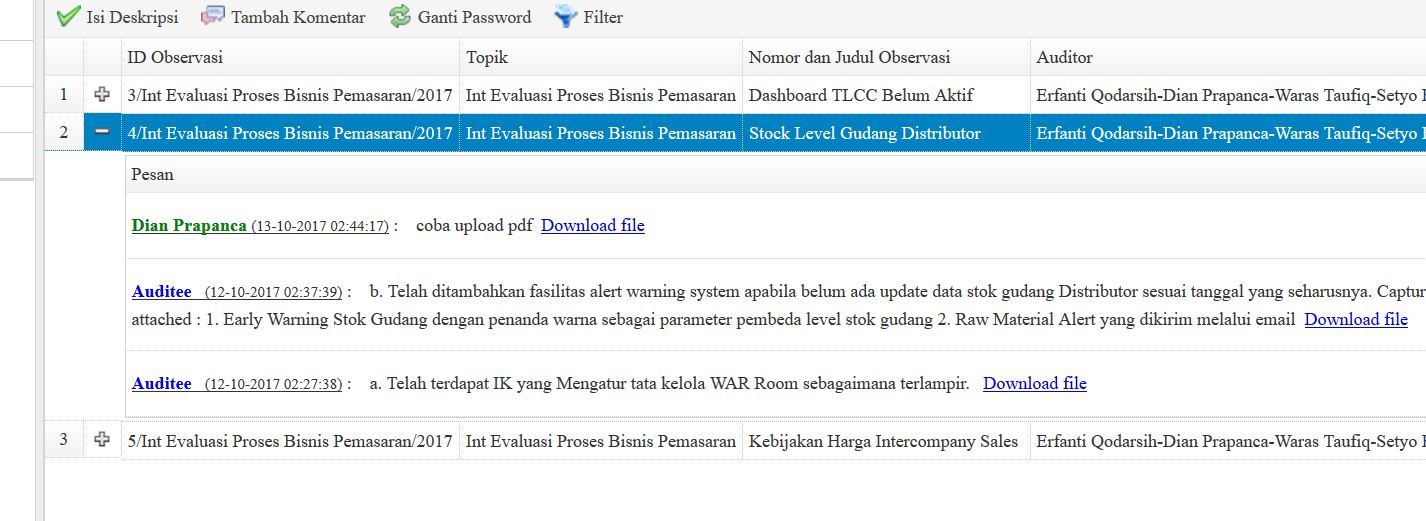 Isi Deskripsi Tambah Komentar Ganti Password Filter
ID Observasi Topik Nomor dan Judul Observasi Auditor
1 3/Int Evaluasi Proses Bisnis Pemasaran/2017 Int Evaluasi Proses Bisnis Pemasaran Dashboard TLCC Belum Aktif Erfanti Qodarsih-Dian Prapanca-Waras Taufiq-Setyo
2 4/Int Evaluasi Proses Bisnis Pemasaran/2017 Int Evaluasi Proses Bisnis Pemasaran Stock Level Gudang Distributor Erfanti Qodarsih-Dian Prapanca-Waras Taufiq-Setyo
Pesan
Dian Prapanca (13-10-2017 02:44:17) : coba upload pdf Download file
Auditee (12-10-2017 02:37:39) : b. Telah ditambahkan fasilitas alert warning system apabila belum ada update data stok gudang Distributor sesuai tanggal yang seharusnya. Captur
attached : 1. Early Warning Stok Gudang dengan penanda warna sebagai parameter pembeda level stok gudang 2. Raw Material Alert yang dikirim melalui email Download file
Auditee (12-10-2017 02:27:38) : a. Telah terdapat IK yang Mengatur tata kelola WAR Room sebagaimana terlampir. Download file
3 5/Int Evaluasi Proses Bisnis Pemasaran/2017 Int Evaluasi Proses Bisnis Pemasaran Kebijakan Harga Intercompany Sales Erfanti Qodarsih-Dian Prapanca-Waras Taufiq-Setyo